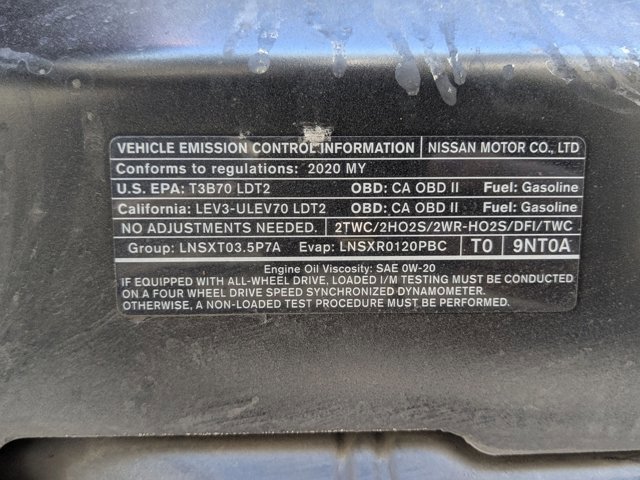 VEHICLE EMISSION CONTROL INFORMATION NISSAN MOTOR CO., LTD
Conforms to regulations: 2020 MY
U.S. EPA: T3B70 LDT2 OBD: CA OBD II Fuel: Gasoline
California: LEV3-ULEV70 LDT2 OBD: CA OBD II Fuel: Gasoline
NO ADJUSTMENTS NEEDED. 2TWC/2HO2S/2WR-HO2S/DFI/TWC
Group: LNSXT03.5P7A Evap: LNSXR0120PBC T0 9NT0A
Engine Oil Viscosity: SAE 0W-20
IF EQUIPPED WITH ALL-WHEEL DRIVE, LOADED I/M TESTING MUST BE CONDUCTED
ON A FOUR WHEEL DRIVE SPEED SYNCHRONIZED DYNAMOMETER.
OTHERWISE, A NON-LOADED TEST PROCEDURE MUST BE PERFORMED.